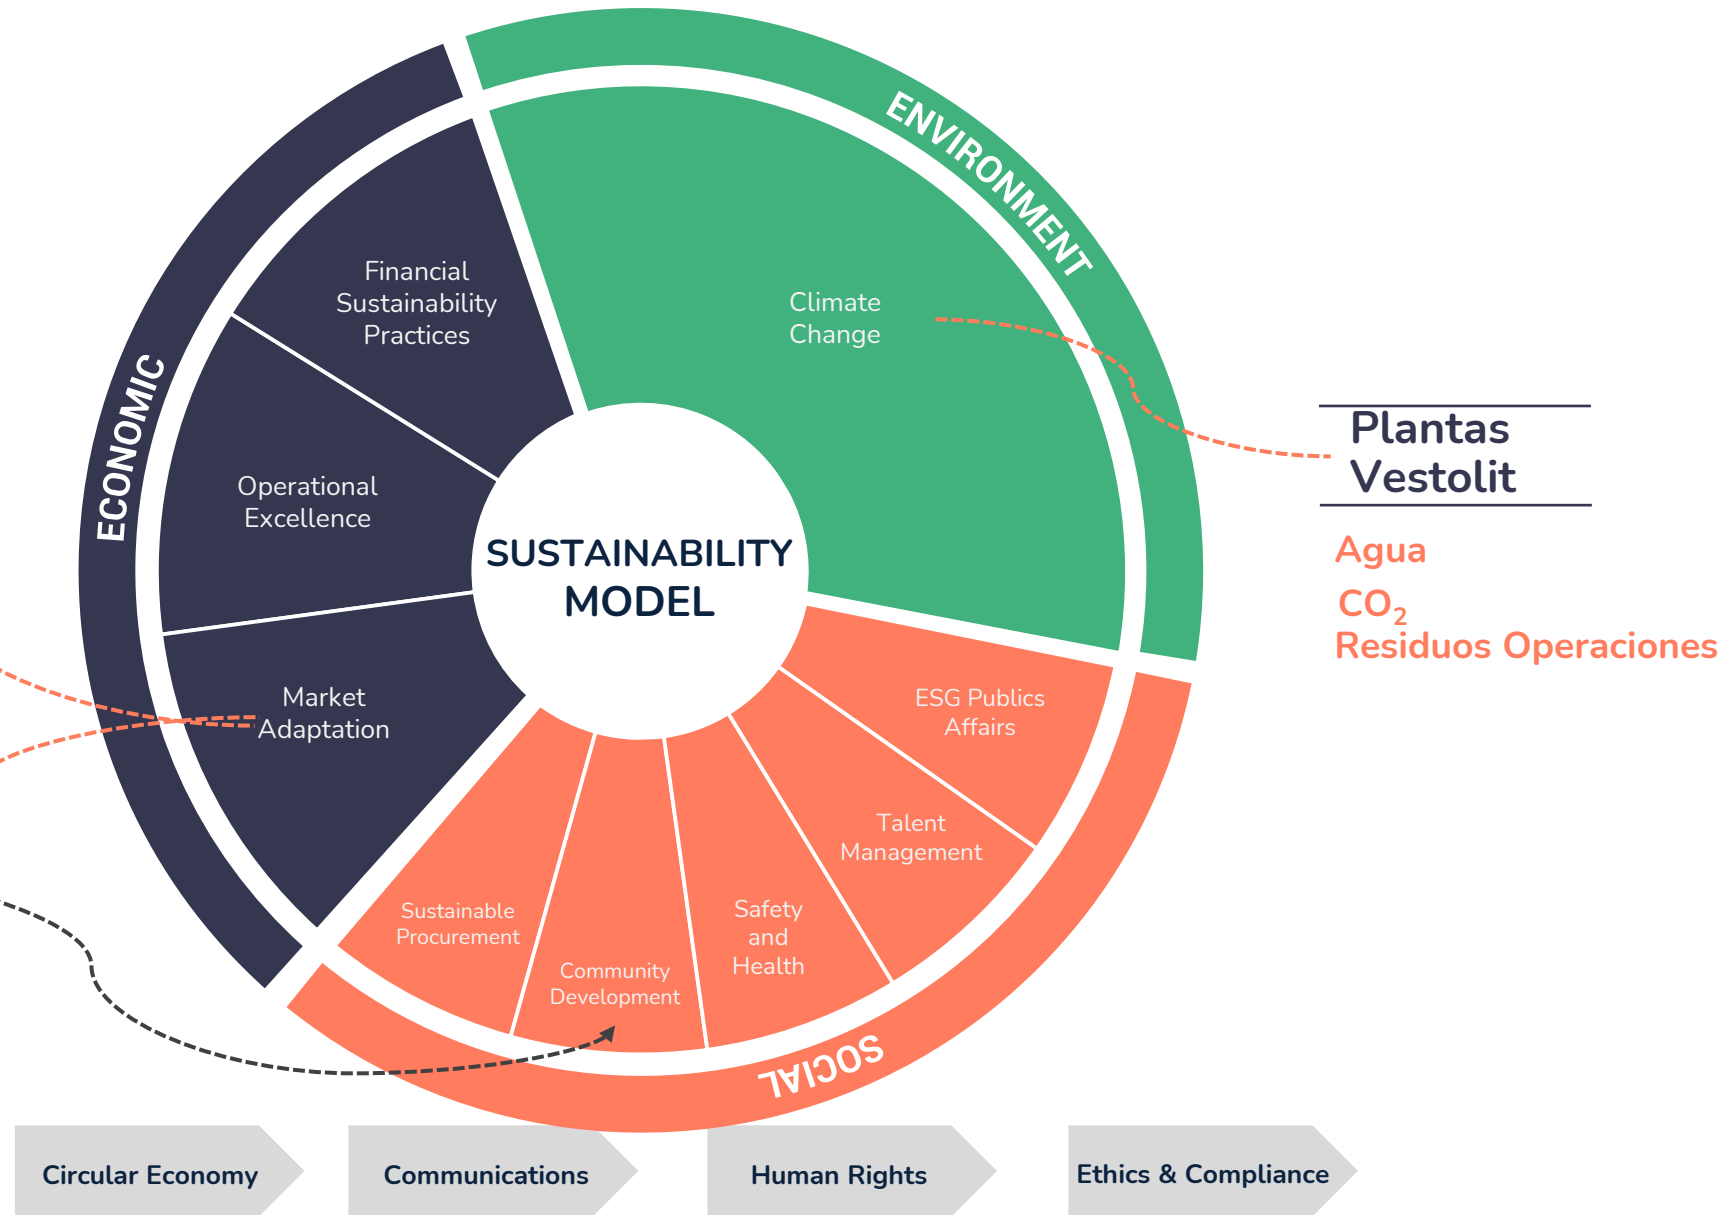 ENVIRONMENT
ECONOMIC
Financial
Sustainability
Practices
Climate
Change
Plantas
Vestolit
Agua
CO₂
Residuos Operaciones
Operational
Excellence
SUSTAINABILITY
MODEL
Market
Adaptation
ESG Publics
Affairs
Talent
Management
Safety
and
Health
Sustainable
Procurement
Community
Development
SOCIAL
Circular Economy
Communications
Human Rights
Ethics & Compliance